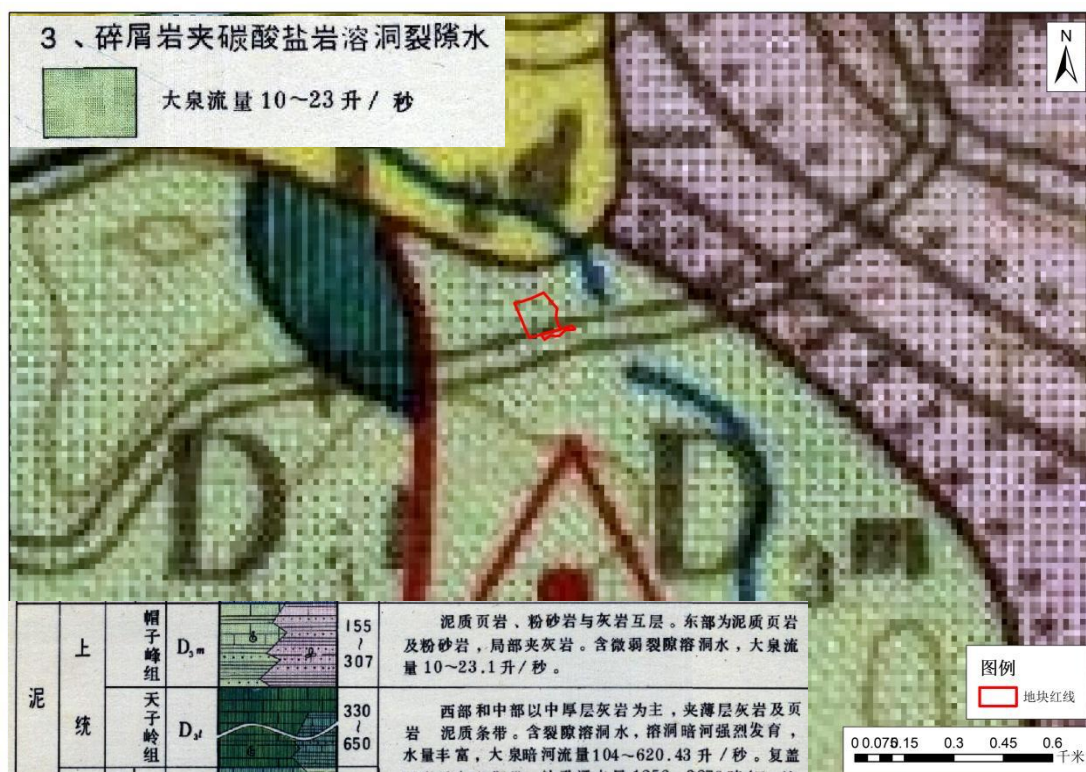 3、碎屑岩夹碳酸盐岩溶洞裂隙水
大泉流量10～23升/秒
N
D
D₃m
图例
地块红线
0 0.075 0.15 0.3 0.45 0.6
千米
泥
上
统
帽子峰组
D₃m
155
～
307
泥质页岩、粉砂岩与灰岩互层。东部为泥质页岩
及粉砂岩，局部夹灰岩。含微弱裂隙溶洞水，大泉流
量10～23.1升/秒。
天子岭组
D₃t
330
～
650
西部和中部以中厚层灰岩为主，夹薄层灰岩及页
岩 泥质条带。含裂隙溶洞水，溶洞暗河强烈发育，
水量丰富，大泉暗河流量104～620.43升/秒。复盖